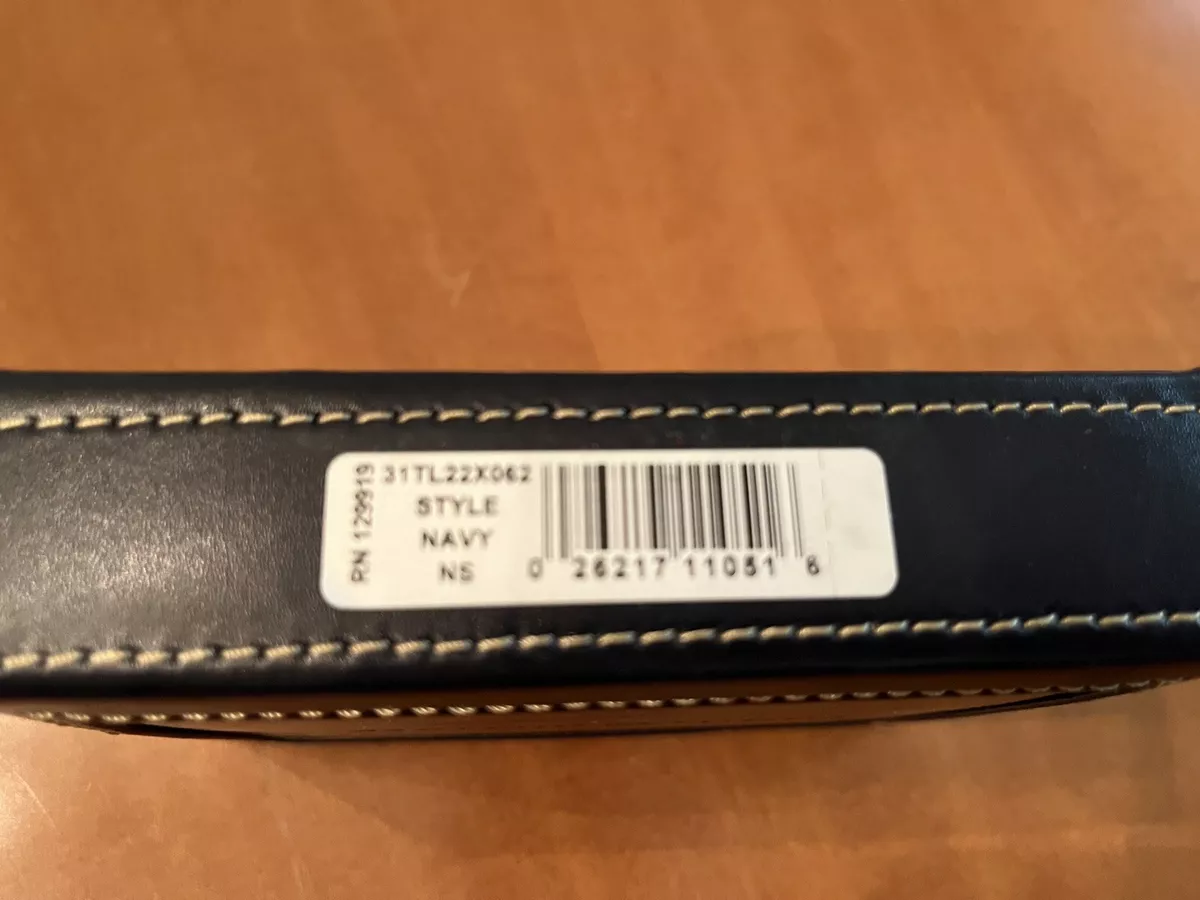 RN 129919
31TL22X062
STYLE
NAVY
NS
0 26217 11051 6